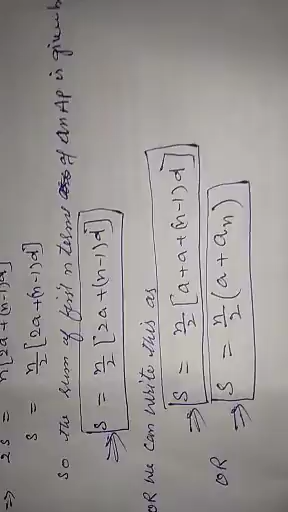 ⇒ 2S = n[2a+(n-1)d]
S = n/2 [2a+(n-1)d]
So the sum of first n terms of an AP is given b
⇒ S = n/2 [2a+(n-1)d]
OR we can write this as
⇒ S = n/2 [a+a+(n-1)d]
OR ⇒ S = n/2 (a+an)